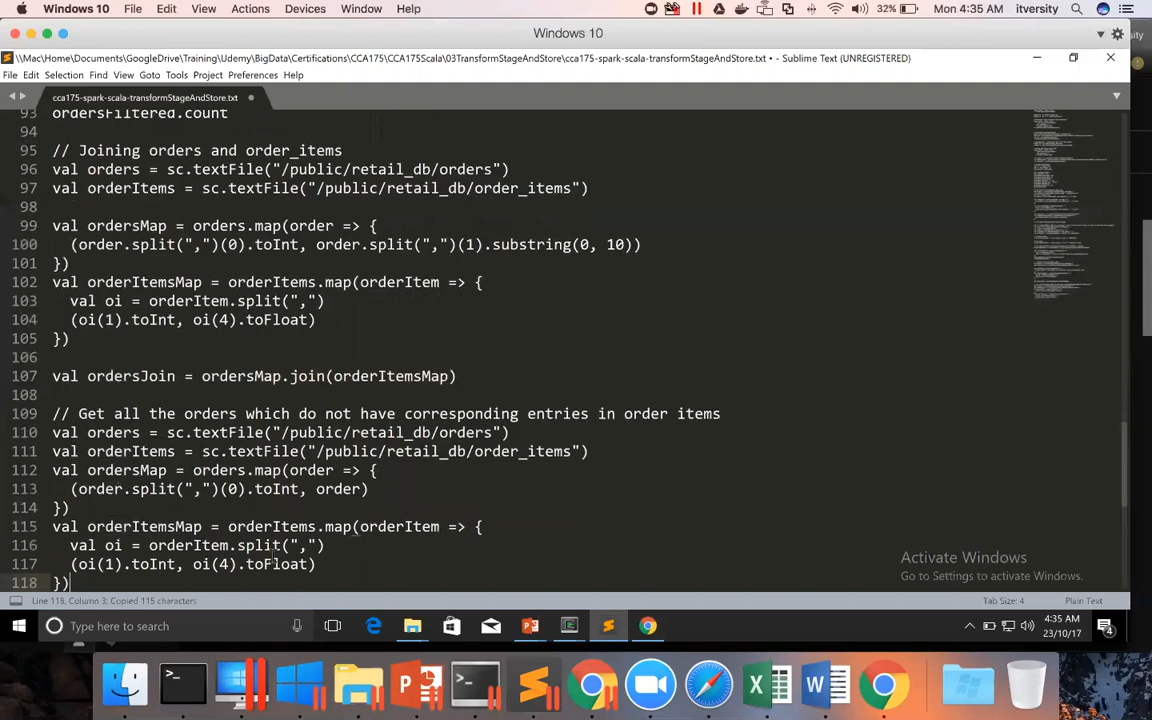 Windows 10 File Edit View Actions Devices Window Help 32% Mon 4:35 AM itversity
Windows 10
\\Mac\Home\Documents\GoogleDrive\Training\Udemy\BigData\Certifications\CCA175\CCA175Scala\03TransformStageAndStore\cca175-spark-scala-transformStageAndStore.txt • - Sublime Text (UNREGISTERED)
File Edit Selection Find View Goto Tools Project Preferences Help
cca175-spark-scala-transformStageAndStore.txt
93 ordersFiltered.count
94
95 // Joining orders and order_items
96 val orders = sc.textFile("/public/retail_db/orders")
97 val orderItems = sc.textFile("/public/retail_db/order_items")
98
99 val ordersMap = orders.map(order => {
100 (order.split(",")(0).toInt, order.split(",")(1).substring(0, 10))
101 })
102 val orderItemsMap = orderItems.map(orderItem => {
103 val oi = orderItem.split(",")
104 (oi(1).toInt, oi(4).toFloat)
105 })
106
107 val ordersJoin = ordersMap.join(orderItemsMap)
108
109 // Get all the orders which do not have corresponding entries in order items
110 val orders = sc.textFile("/public/retail_db/orders")
111 val orderItems = sc.textFile("/public/retail_db/order_items")
112 val ordersMap = orders.map(order => {
113 (order.split(",")(0).toInt, order)
114 })
115 val orderItemsMap = orderItems.map(orderItem => {
116 val oi = orderItem.split(",")
117 (oi(1).toInt, oi(4).toFloat)
118 })
Activate Windows
Go to Settings to activate Windows.
Line 118, Column 3; Copied 115 characters Tab Size: 4 Plain Text
Type here to search 4:35 AM
23/10/17
4